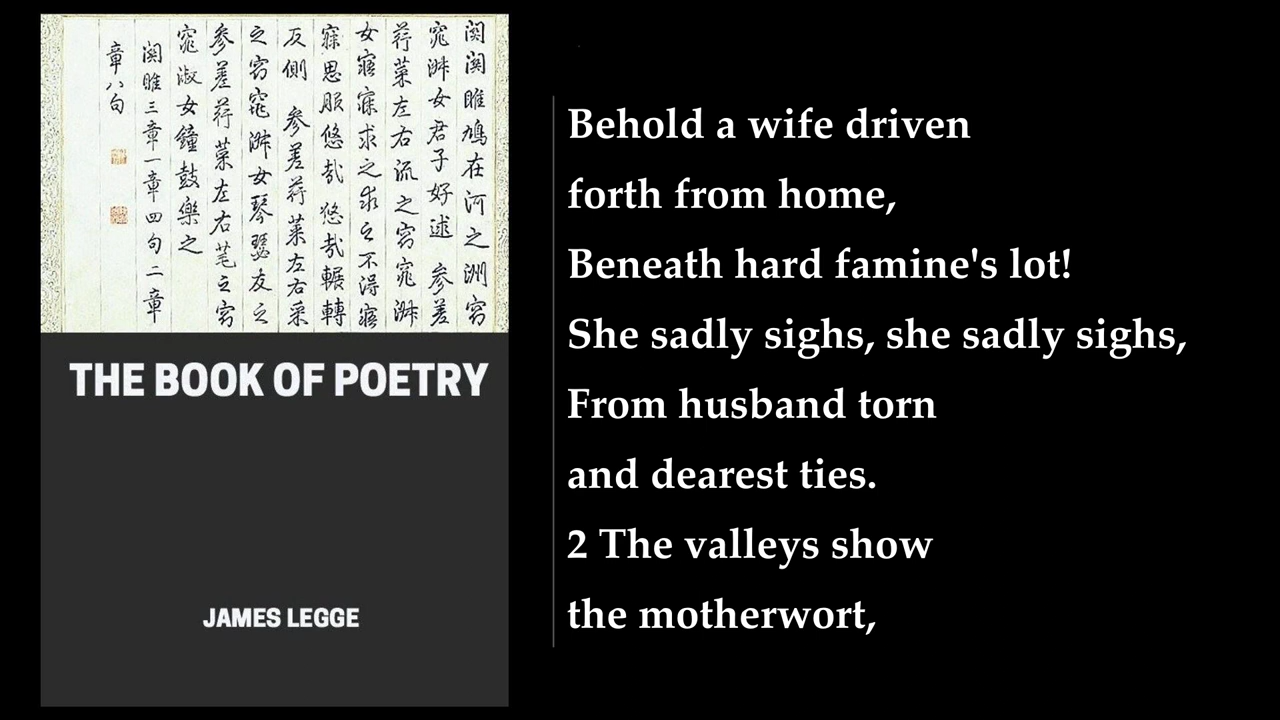 関関雎鳩在河之洲窈
窕淑女君子好逑 參差
荇菜左右流之窈窕淑
女寤寐求之求之不得寤
寐思服悠哉悠哉輾轉
反側 參差荇菜左右采
之窈窕淑女琴瑟友之
參差荇菜左右芼之窈
窕淑女鐘鼓樂之
関雎三章一章四句二章
章八句
THE BOOK OF POETRY
JAMES LEGGE
Behold a wife driven
forth from home,
Beneath hard famine's lot!
She sadly sighs, she sadly sighs,
From husband torn
and dearest ties.
2 The valleys show
the motherwort,